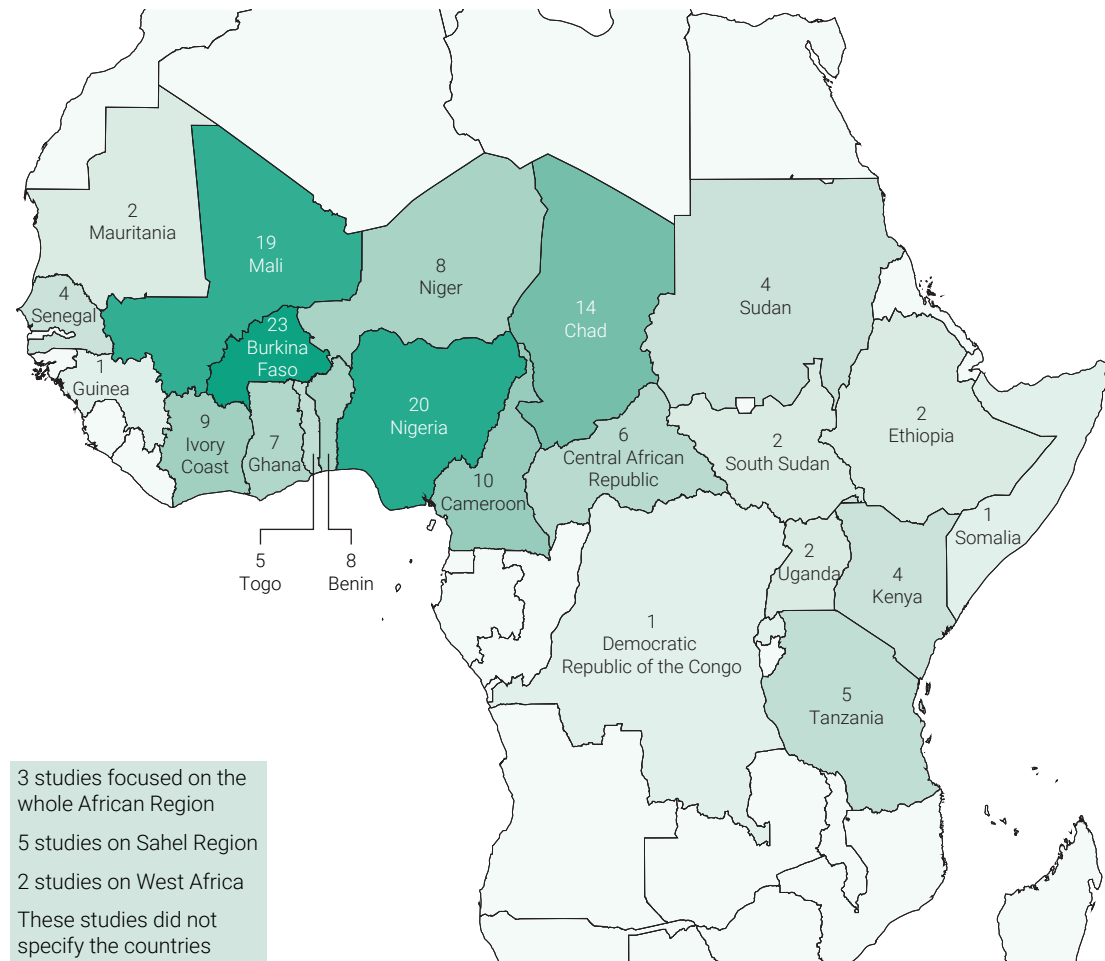 2
Mauritania
19
Mali
8
Niger
14
Chad
4
Sudan
4
Senegal
23
Burkina
Faso
1
Guinea
20
Nigeria
9
Ivory
Coast
7
Ghana
10
Cameroon
6
Central African
Republic
2
South Sudan
2
Ethiopia
1
Somalia
5
Togo
8
Benin
2
Uganda
4
Kenya
1
Democratic
Republic of the Congo
5
Tanzania
3 studies focused on the
whole African Region
5 studies on Sahel Region
2 studies on West Africa
These studies did not
specify the countries